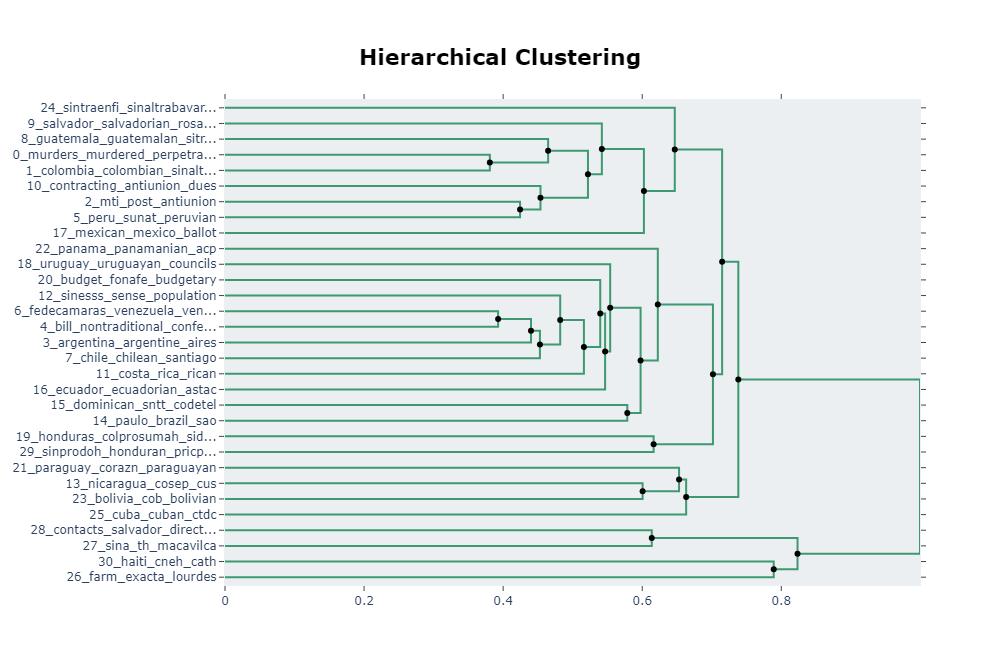 Hierarchical Clustering
24_sintraenfi_sinaltrabavar...
9_salvador_salvadorian_rosa...
8_guatemala_guatemalan_sitr...
0_murders_murdered_perpetra...
1_colombia_colombian_sinalt...
10_contracting_antiunion_dues
2_mti_post_antiunion
5_peru_sunat_peruvian
17_mexican_mexico_ballot
22_panama_panamanian_acp
18_uruguay_uruguayan_councils
20_budget_fonafe_budgetary
12_sinesss_sense_population
6_fedecamaras_venezuela_ven...
4_bill_nontraditional_confe...
3_argentina_argentine_aires
7_chile_chilean_santiago
11_costa_rica_rican
16_ecuador_ecuadorian_astac
15_dominican_sntt_codetel
14_paulo_brazil_sao
19_honduras_colprosumah_sid...
29_sinprodoh_honduran_pricp...
21_paraguay_corazn_paraguayan
13_nicaragua_cosep_cus
23_bolivia_cob_bolivian
25_cuba_cuban_ctdc
28_contacts_salvador_direct...
27_sina_th_macavilca
30_haiti_cneh_cath
26_farm_exacta_lourdes
0 0.2 0.4 0.6 0.8